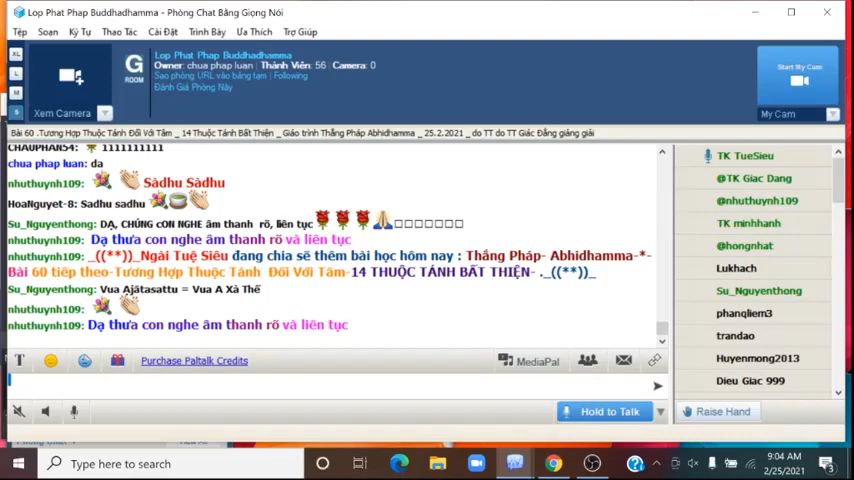 Lop Phat Phap Buddhadhamma - Phòng Chat Bằng Giọng Nói
Tệp Soạn Ký Tự Thao Tác Cài Đặt Trình Bày Ưa Thích Trợ Giúp
XL
L
M
S
Xem Camera
G
ROOM
Lop Phat Phap Buddhadhamma
Owner: chua phap luan Thành Viên: 56 Camera: 0
Sao phỏng URL vào bảng tạm Following
Đánh Giá Phòng Này
Start My Cam
My Cam
Bài 60 .Tương Hợp Thuộc Tánh Đối Với Tâm _ 14 Thuộc Tánh Bất Thiện _ Giáo trình Thắng Pháp Abhidhamma _ 25.2.2021 _ do TT do TT Giác Đẳng giảng giải
CHAUPHAN54: 1111111111
chua phap luan: da
nhuthuynh109: Sàdhu Sàdhu
HoaNguyet-8: Sadhu sadhu
Su_Nguyenthong: DẠ, CHÚNG cON NGHE âm thanh rõ, liên tục
nhuthuynh109: Dạ thưa con nghe âm thanh rõ và liên tục
nhuthuynh109: _((**))_Ngài Tuệ Siêu đang chia sẽ thêm bài học hôm nay : Thắng Pháp- Abhidhamma-*-
Bài 60 tiếp theo-Tương Hợp Thuộc Tánh Đối Với Tâm-14 THUỘC TÁNH BẤT THIỆN- ._((**))_
Su_Nguyenthong: Vua Ajātasattu = Vua A Xà Thế
nhuthuynh109:
nhuthuynh109: Dạ thưa con nghe âm thanh rõ và liên tục
TK TueSieu
@TK Giac Dang
@nhuthuynh109
TK minhhanh
@hongnhat
Lukhach
Su_Nguyenthong
phanqliem3
trandao
Huyenmong2013
Dieu Giac 999
T Purchase Paltalk Credits MediaPal
Hold to Talk
Raise Hand
Type here to search
9:04 AM
2/25/2021
3